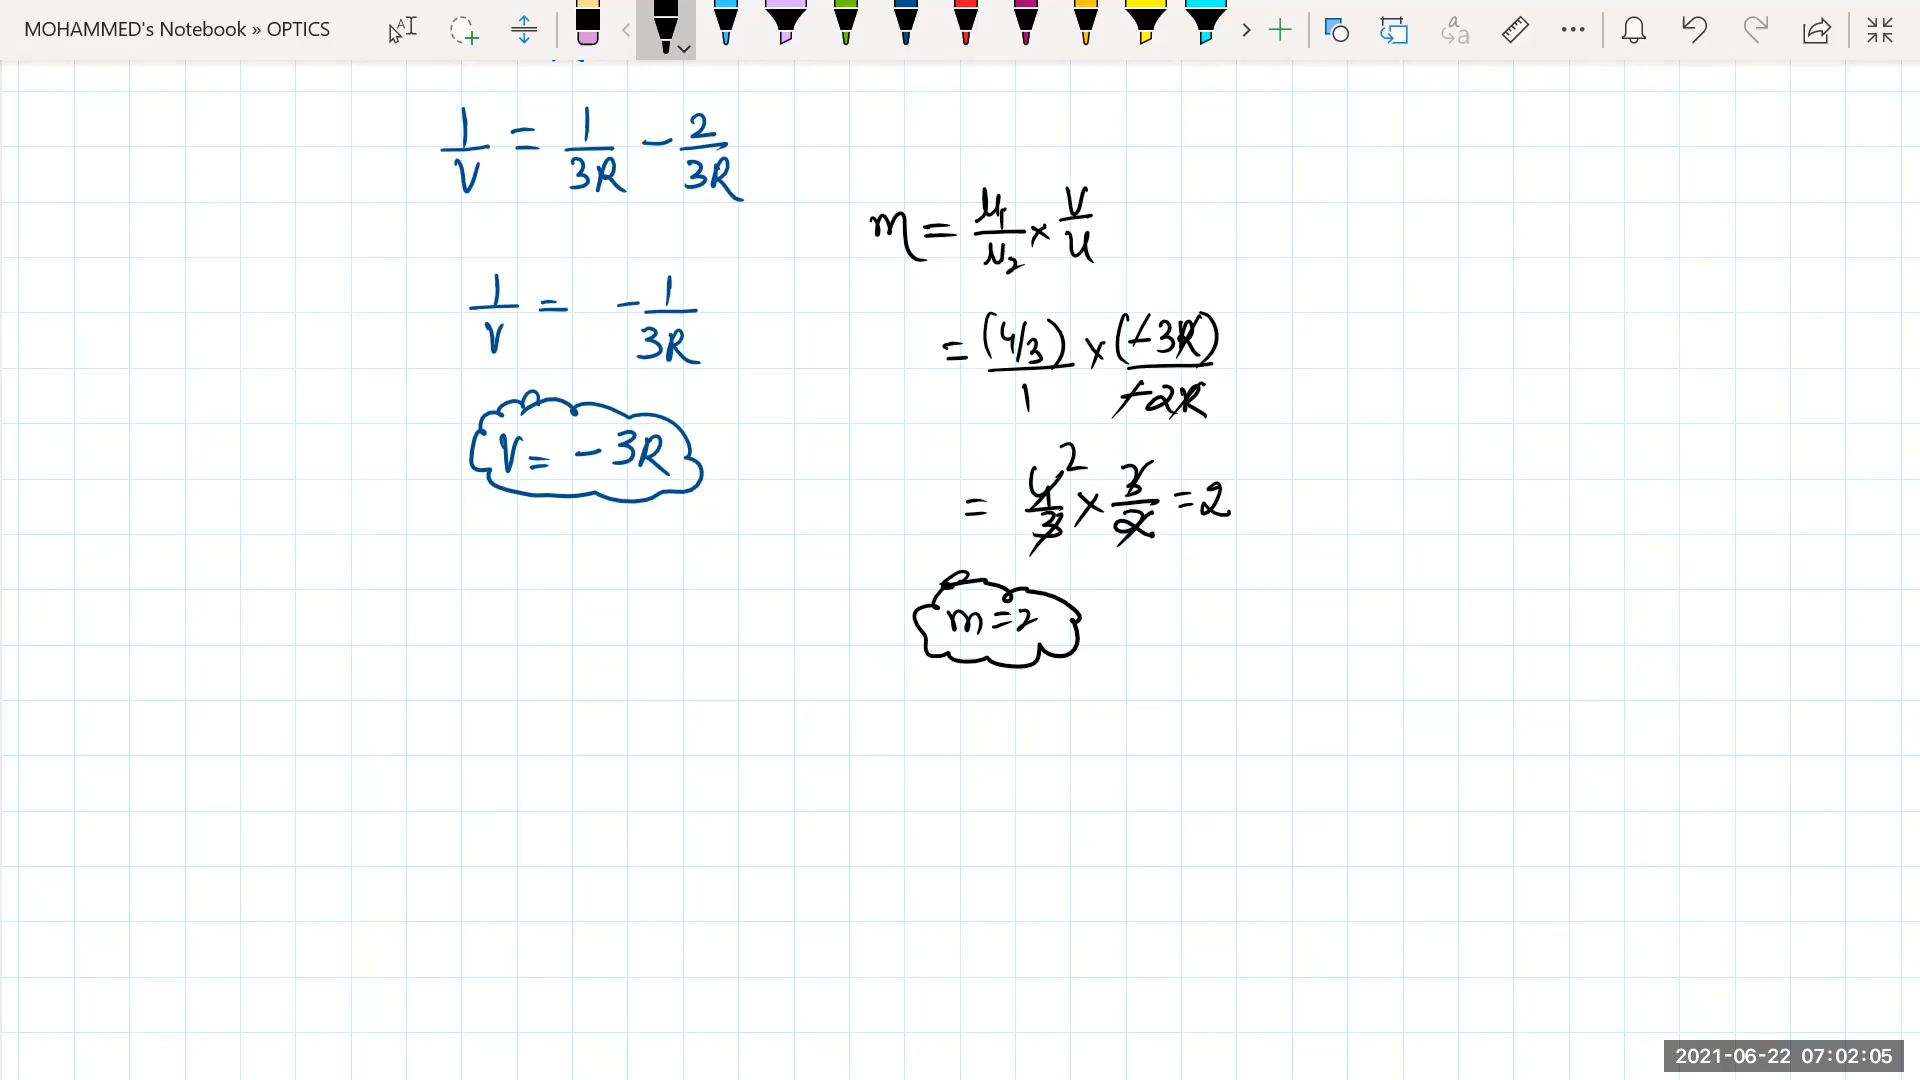 MOHAMMED's Notebook » OPTICS
1/V = 1/3R - 2/3R
1/V = - 1/3R
V = - 3R
m = μ1/μ2 × V/u
= (4/3)/1 × (-3R)/-2R
= 4/3 2 × 3/2 = 2
m = 2
2021-06-22 07:02:05